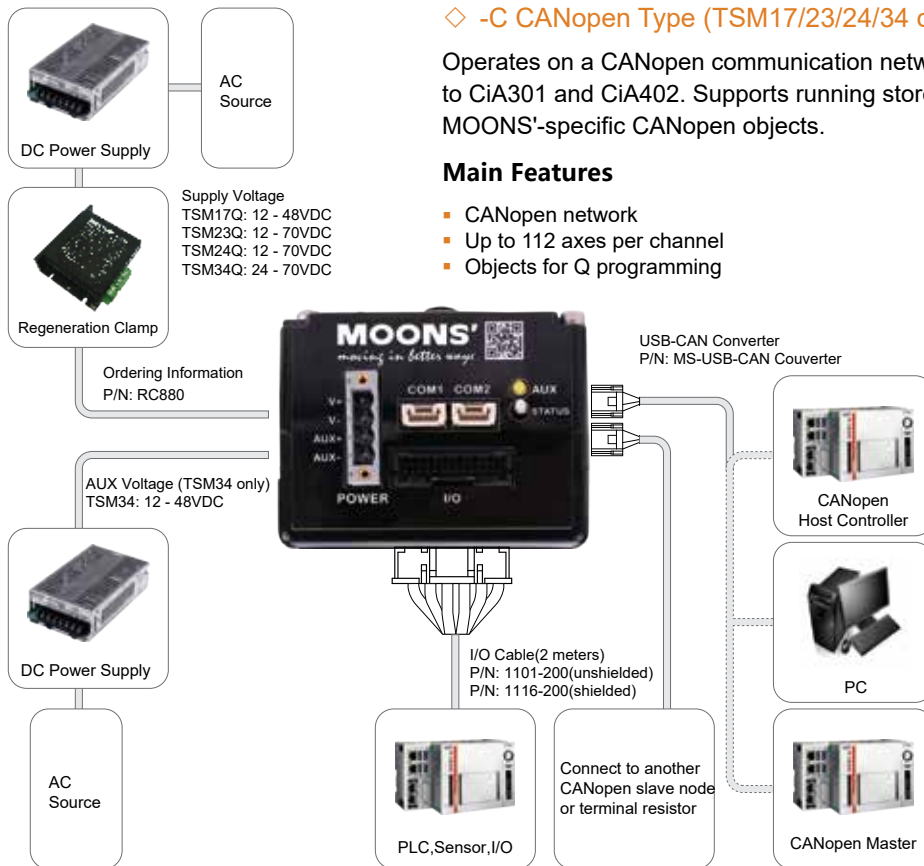 ◇ -C CANopen Type (TSM17/23/24/34
Operates on a CANopen communication
to CiA301 and CiA402. Supports running
MOONS'-specific CANopen objects.
Main Features
▪ CANopen network
▪ Up to 112 axes per channel
▪ Objects for Q programming
DC Power Supply
AC
Source
Supply Voltage
TSM17Q: 12 - 48VDC
TSM23Q: 12 - 70VDC
TSM24Q: 12 - 70VDC
TSM34Q: 24 - 70VDC
Regeneration Clamp
Ordering Information
P/N: RC880
MOONS'
moving in better ways
COM1 COM2
AUX
STATUS
V+
V-
AUX+
AUX-
POWER
I/O
USB-CAN Converter
P/N: MS-USB-CAN Couverter
CANopen
Host Controller
AUX Voltage (TSM34 only)
TSM34: 12 - 48VDC
DC Power Supply
AC
Source
I/O Cable(2 meters)
P/N: 1101-200(unshielded)
P/N: 1116-200(shielded)
PC
PLC,Sensor,I/O
Connect to another
CANopen slave node
or terminal resistor
CANopen Master